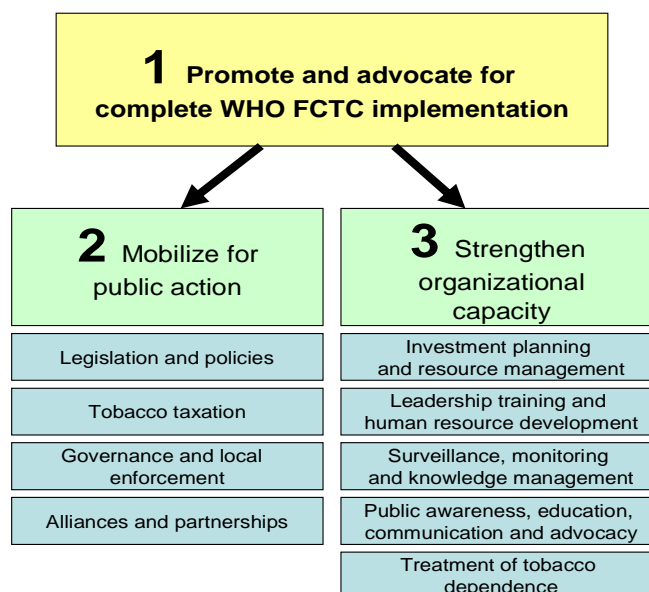 1 Promote and advocate for
complete WHO FCTC implementation
2 Mobilize for
public action
Legislation and policies
Tobacco taxation
Governance and local
enforcement
Alliances and partnerships
3 Strengthen
organizational
capacity
Investment planning
and resource management
Leadership training and
human resource development
Surveillance, monitoring
and knowledge management
Public awareness, education,
communication and advocacy
Treatment of tobacco
dependence